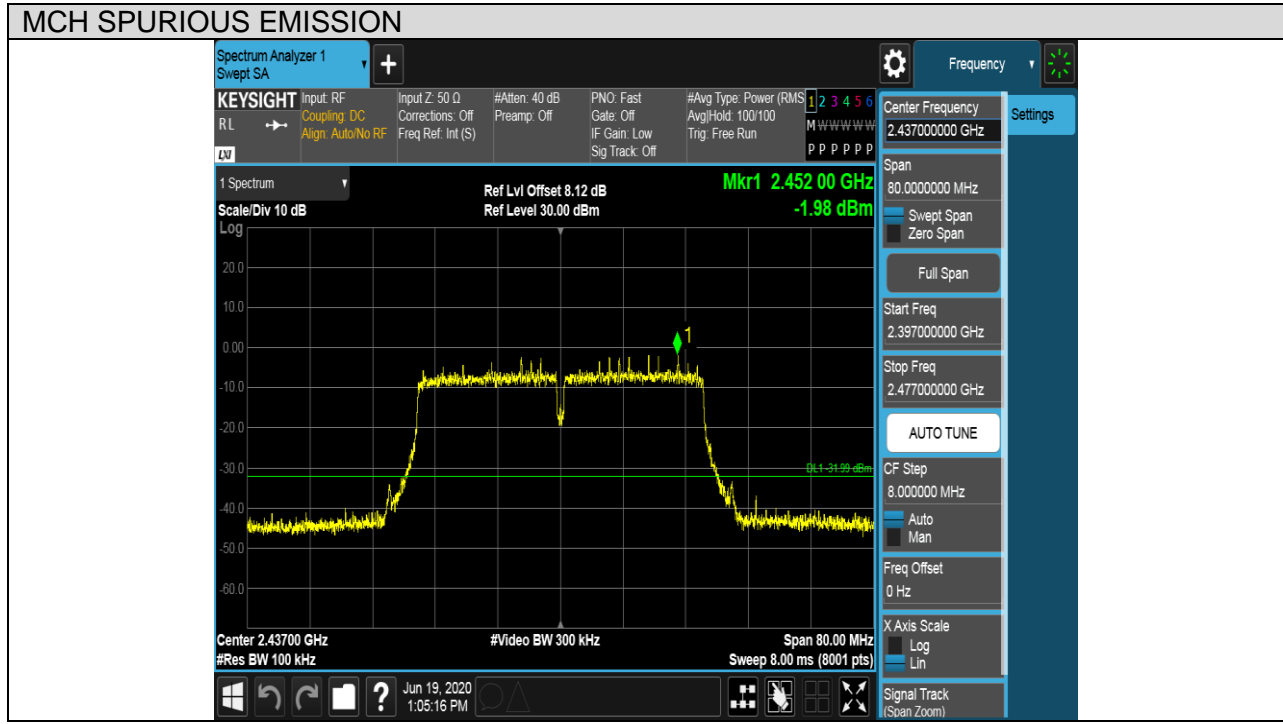 MCH SPURIOUS EMISSION
Spectrum Analyzer 1
Swept SA
+
Frequency
KEYSIGHT
RL
LXI
Input: RF
Coupling: DC
Align: Auto/No RF
Input Z: 50 Ω
Corrections: Off
Freq Ref: Int (S)
#Atten: 40 dB
Preamp: Off
PNO: Fast
Gate: Off
IF Gain: Low
Sig Track: Off
#Avg Type: Power (RMS
Avg|Hold: 100/100
Trig: Free Run
1 2 3 4 5 6
M W W W W W
P P P P P P
1 Spectrum
Scale/Div 10 dB
Log
Ref Lvl Offset 8.12 dB
Ref Level 30.00 dBm
Mkr1 2.452 00 GHz
-1.98 dBm
20.0
10.0
0.00
-10.0
-20.0
-30.0
-40.0
-50.0
-60.0
1
DL1 -31.99 dBm
Center 2.43700 GHz
#Res BW 100 kHz
#Video BW 300 kHz
Span 80.00 MHz
Sweep 8.00 ms (8001 pts)
Center Frequency
2.437000000 GHz
Settings
Span
80.0000000 MHz
Swept Span
Zero Span
Full Span
Start Freq
2.397000000 GHz
Stop Freq
2.477000000 GHz
AUTO TUNE
CF Step
8.000000 MHz
Auto
Man
Freq Offset
0 Hz
X Axis Scale
Log
Lin
Signal Track
(Span Zoom)
?
Jun 19, 2020
1:05:16 PM